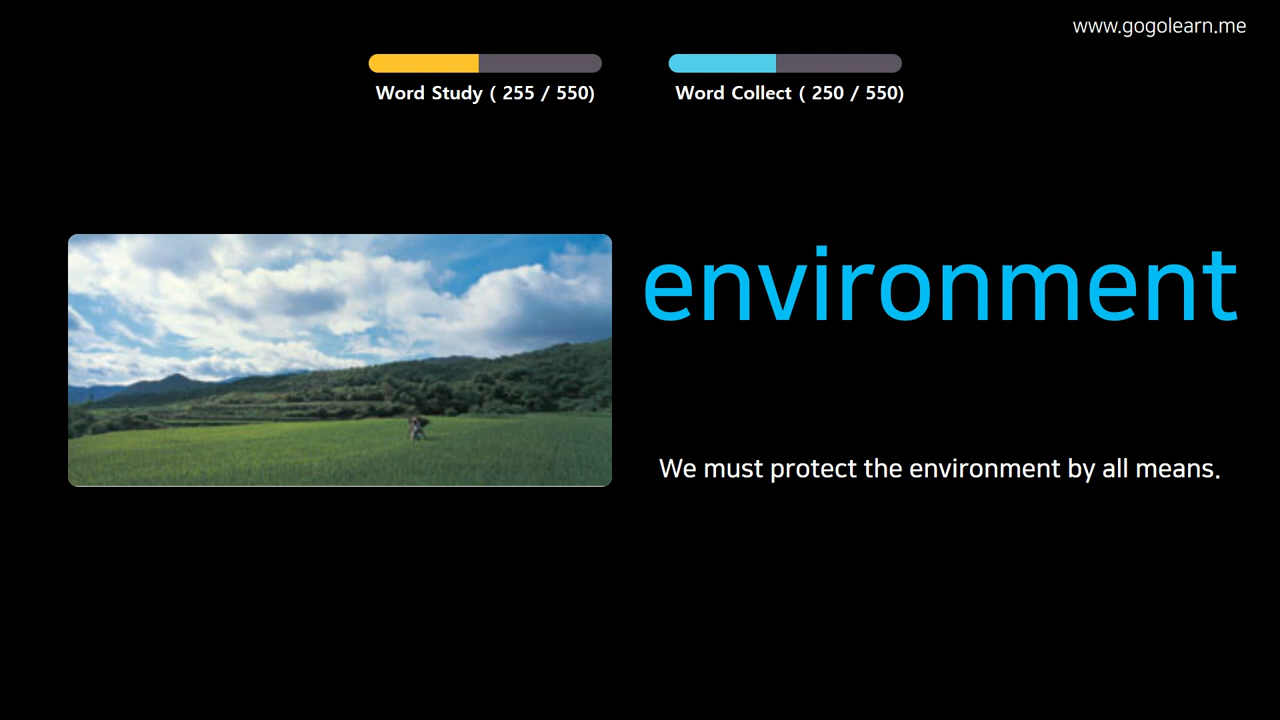 www.gogolearn.me
Word Study ( 255 / 550)
Word Collect ( 250 / 550)
environment
We must protect the environment by all means.